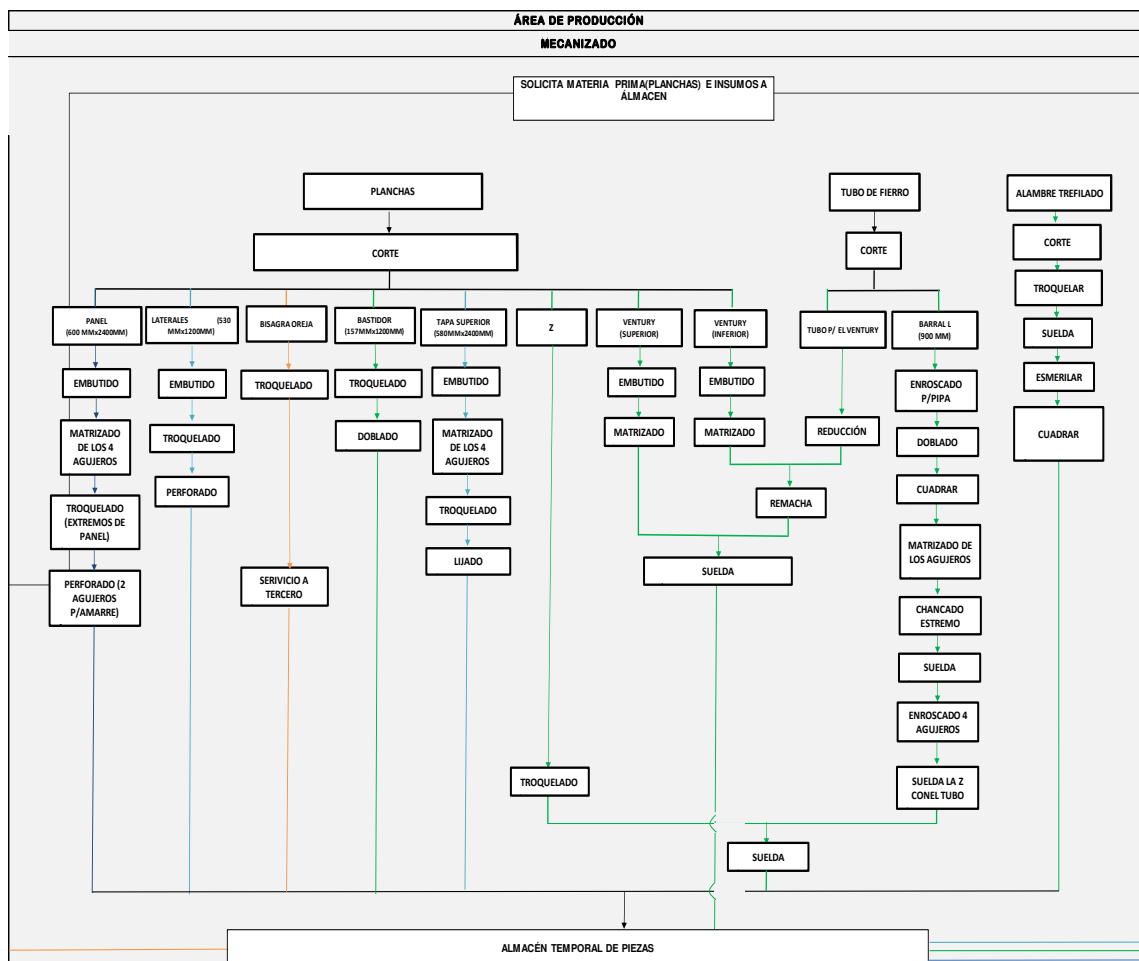 ÁREA DE PRODUCCIÓN
MECANIZADO
SOLICITA MATERIA PRIMA(PLANCHAS) E INSUMOS A
ÁLMACEN
PLANCHAS
TUBO DE FIERRO
ALAMBRE TREFILADO
CORTE
CORTE
CORTE
TROQUELAR
SUELDA
ESMERILAR
CUADRAR
PANEL
(600 MMx2400MM)
LATERALES (530
MMx1200MM)
BISAGRA OREJA
BASTIDOR
(157MMx1200MM)
TAPA SUPERIOR
(580MMx2400MM)
Z
VENTURY
(SUPERIOR)
VENTURY
(INFERIOR)
TUBO P/ EL VENTURY
BARRAL L
(900 MM)
EMBUTIDO
EMBUTIDO
TROQUELADO
TROQUELADO
EMBUTIDO
EMBUTIDO
EMBUTIDO
ENROSCADO
P/PIPA
MATRIZADO
DE LOS 4
AGUJEROS
TROQUELADO
DOBLADO
MATRIZADO
DE LOS 4
AGUJEROS
MATRIZADO
MATRIZADO
REDUCCIÓN
DOBLADO
TROQUELADO
(EXTREMOS DE
PANEL)
PERFORADO
TROQUELADO
REMACHA
CUADRAR
LIJADO
MATRIZADO DE
LOS AGUJEROS
PERFORADO (2
AGUJEROS
P/AMARRE)
SERIVICIO A
TERCERO
SUELDA
CHANCADO
ESTREMO
SUELDA
ENROSCADO 4
AGUJEROS
TROQUELADO
SUELDA LA Z
CONEL TUBO
SUELDA
ALMACÉN TEMPORAL DE PIEZAS